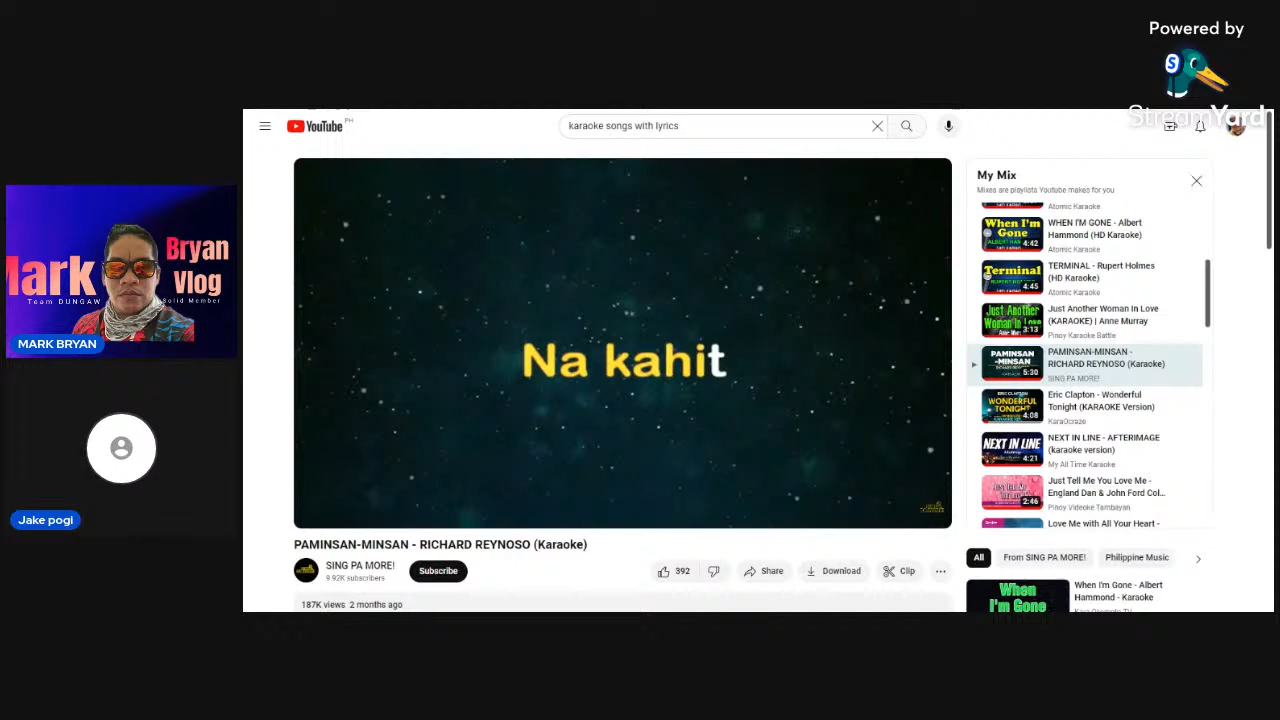 Powered by
StreamYard
YouTube PH
karaoke songs with lyrics
Mark
Bryan
Vlog
Team DUNGAW
Solid Member
MARK BRYAN
Jake pogi
Na kahit
PAMINSAN-MINSAN - RICHARD REYNOSO (Karaoke)
SING PA MORE!
9.92K subscribers
Subscribe
392
Share
Download
Clip
187K views 2 months ago
My Mix
Mixes are playlists Youtube makes for you
Atomic Karaoke
When I'm
Gone
4:42
WHEN I'M GONE - Albert
Hammond (HD Karaoke)
Atomic Karaoke
Terminal
4:45
TERMINAL - Rupert Holmes
(HD Karaoke)
Atomic Karaoke
Just Another
Woman In Love
3:13
Just Another Woman In Love
(KARAOKE) | Anne Murray
Pinoy Karaoke Battle
PAMINSAN
-MINSAN
5:30
PAMINSAN-MINSAN -
RICHARD REYNOSO (Karaoke)
SING PA MORE!
ERIC CLAPTON
WONDERFUL
TONIGHT
4:08
Eric Clapton - Wonderful
Tonight (KARAOKE Version)
KaraOcraze
NEXT IN LINE
4:21
NEXT IN LINE - AFTERIMAGE
(karaoke version)
My All Time Karaoke
2:46
Just Tell Me You Love Me -
England Dan & John Ford Col...
Pinoy Videoke Tambayan
Love Me with All Your Heart -
All
From SING PA MORE!
Philippine Music
When
I'm Gone
When I'm Gone - Albert
Hammond - Karaoke